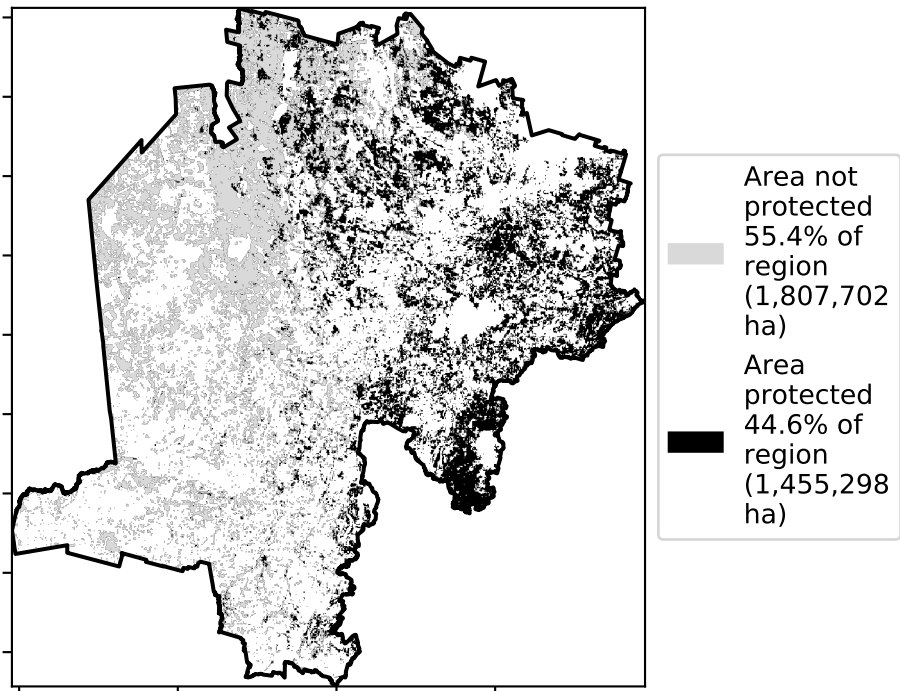 Area not
protected
55.4% of
region
(1,807,702
ha)
Area
protected
44.6% of
region
(1,455,298
ha)